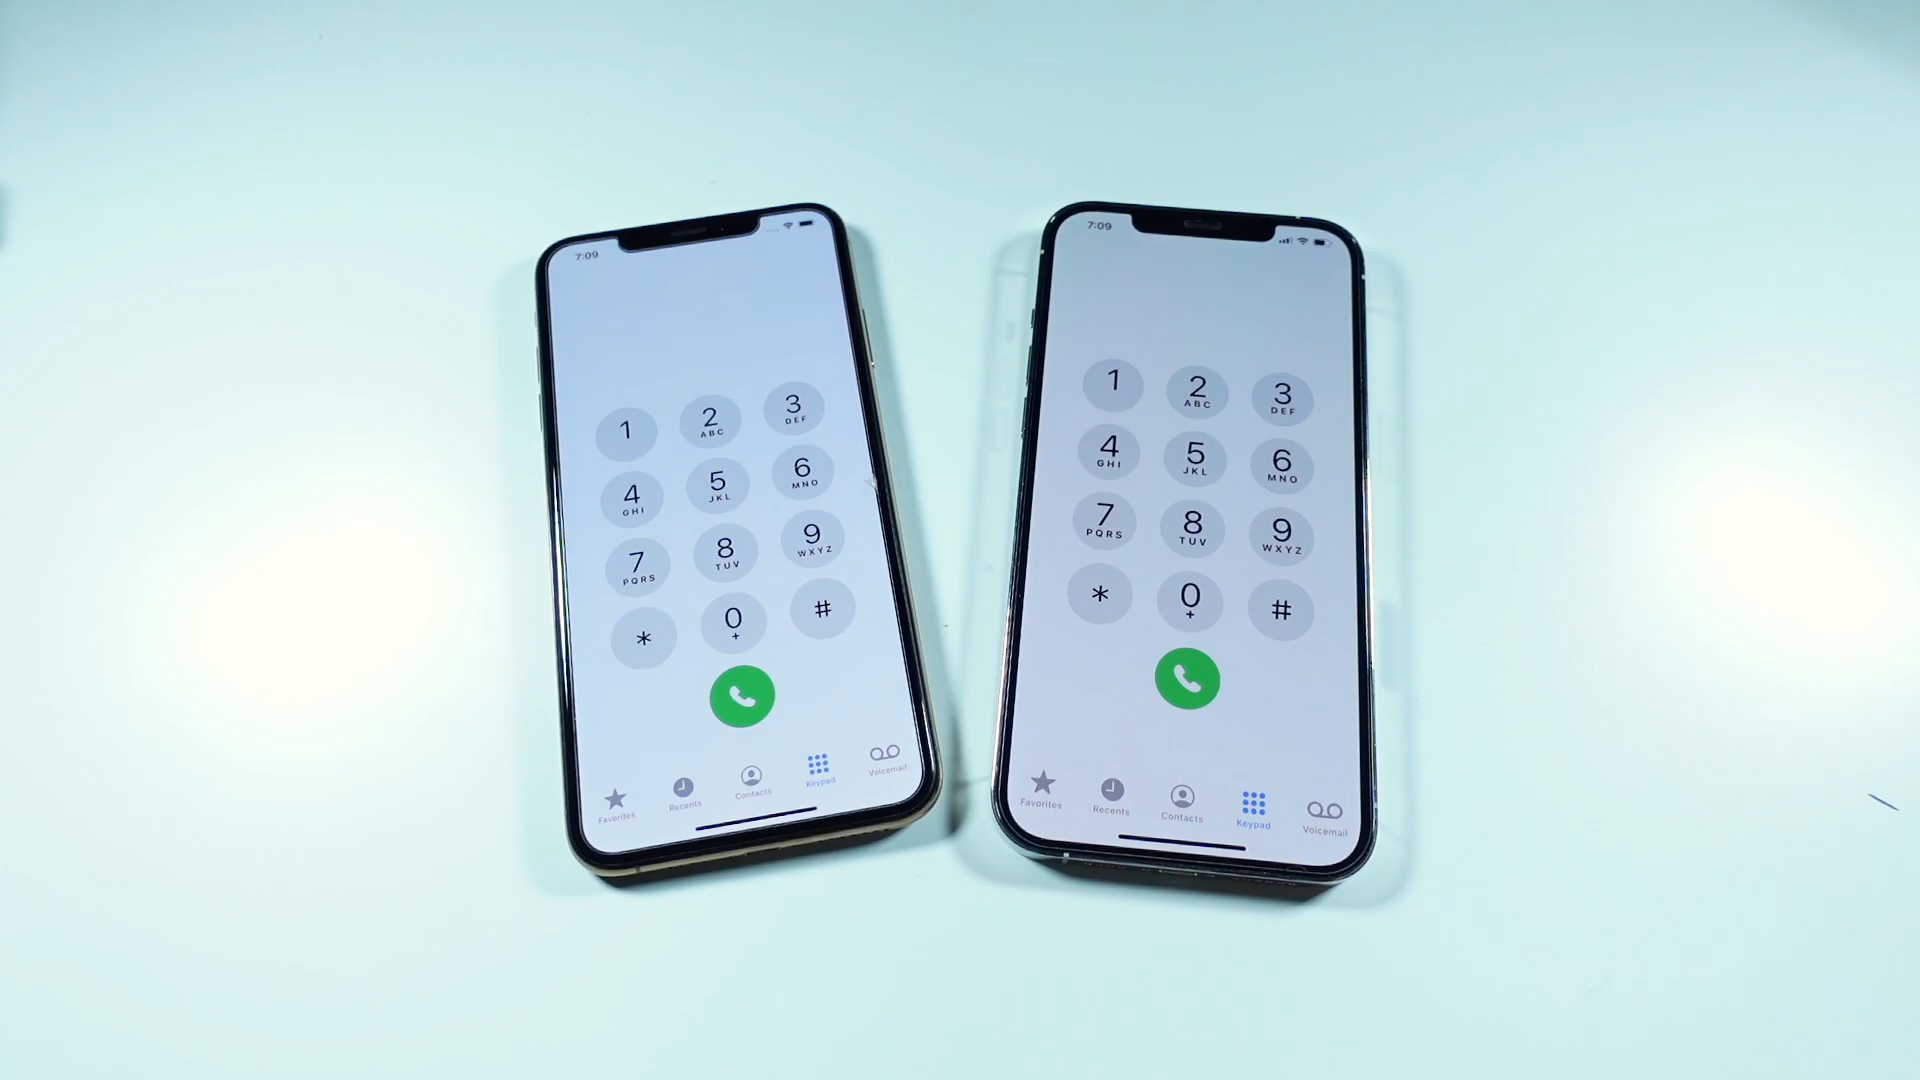 7:09
1
2
ABC
3
DEF
4
GHI
5
JKL
6
MNO
7
PQRS
8
TUV
9
WXYZ
*
0
+
#
Favorites
Recents
Contacts
Keypad
Voicemail
7:09
1
2
ABC
3
DEF
4
GHI
5
JKL
6
MNO
7
PQRS
8
TUV
9
WXYZ
*
0
+
#
Favorites
Recents
Contacts
Keypad
Voicemail